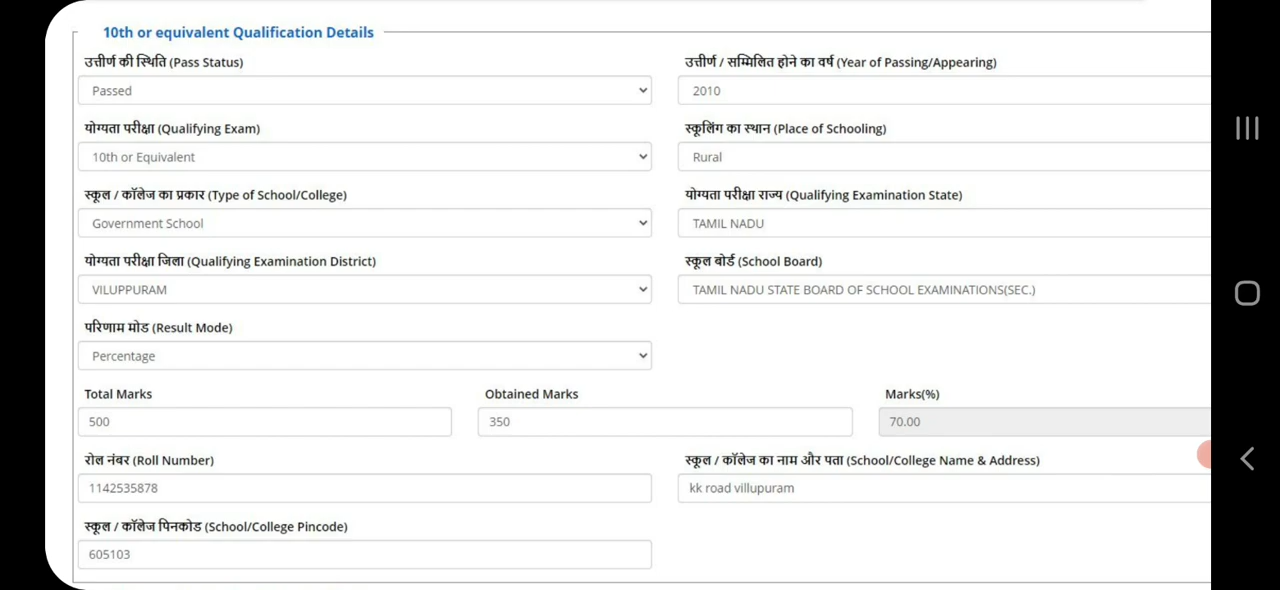 10th or equivalent Qualification Details
उत्तीर्ण की स्थिति (Pass Status)
उत्तीर्ण / सम्मिलित होने का वर्ष (Year of Passing/Appearing)
Passed
2010
योग्यता परीक्षा (Qualifying Exam)
स्कूलिंग का स्थान (Place of Schooling)
10th or Equivalent
Rural
स्कूल / कॉलेज का प्रकार (Type of School/College)
योग्यता परीक्षा राज्य (Qualifying Examination State)
Government School
TAMIL NADU
योग्यता परीक्षा जिला (Qualifying Examination District)
स्कूल बोर्ड (School Board)
VILUPPURAM
TAMIL NADU STATE BOARD OF SCHOOL EXAMINATIONS(SEC.)
परिणाम मोड (Result Mode)
Percentage
Total Marks
Obtained Marks
Marks(%)
500
350
70.00
रोल नंबर (Roll Number)
स्कूल / कॉलेज का नाम और पता (School/College Name & Address)
1142535878
kk road villupuram
स्कूल / कॉलेज पिनकोड (School/College Pincode)
605103